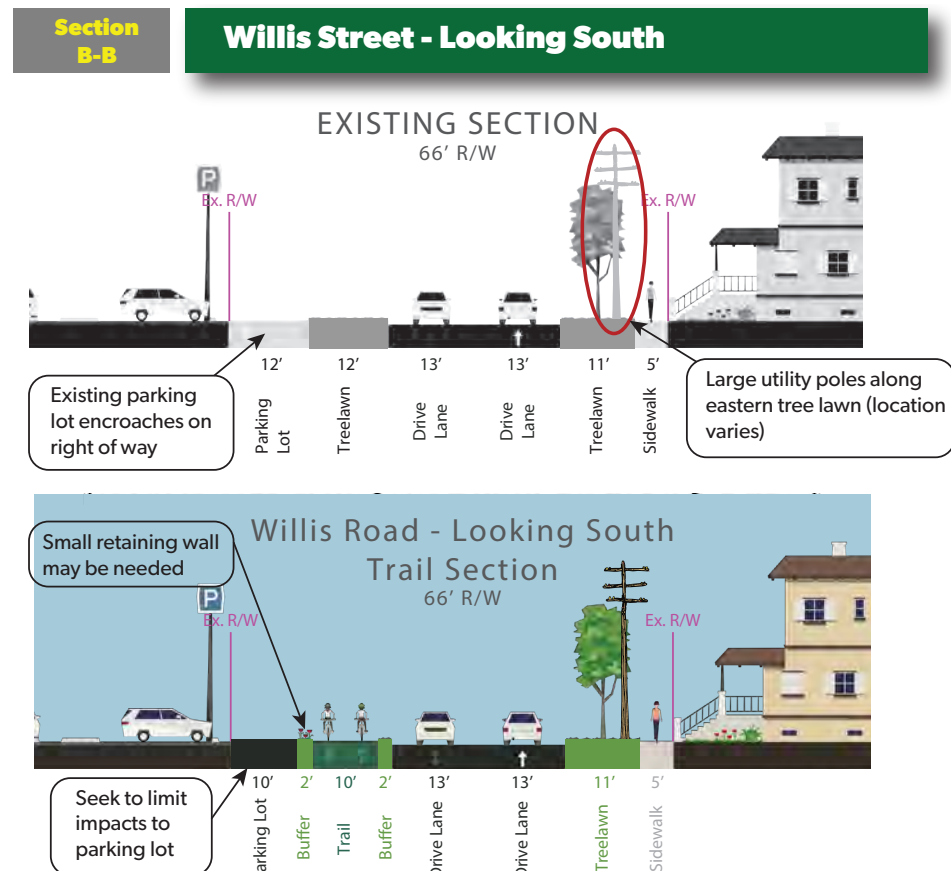 Section
B-B
Willis Street - Looking South
EXISTING SECTION
66' R/W
P
Ex. R/W
Ex. R/W
12'
12'
13'
13'
11'
5'
Parking
Lot
Treelawn
Drive
Lane
Drive
Lane
Treelawn
Sidewalk
Existing parking
lot encroaches on
right of way
Large utility poles along
eastern tree lawn (location
varies)
Small retaining wall
may be needed
Willis Road - Looking South
Trail Section
66' R/W
P
Ex. R/W
Ex. R/W
10'
2'
10'
2'
13'
13'
11'
5'
Parking Lot
Buffer
Trail
Buffer
Drive Lane
Drive Lane
Treelawn
Sidewalk
Seek to limit
impacts to
parking lot